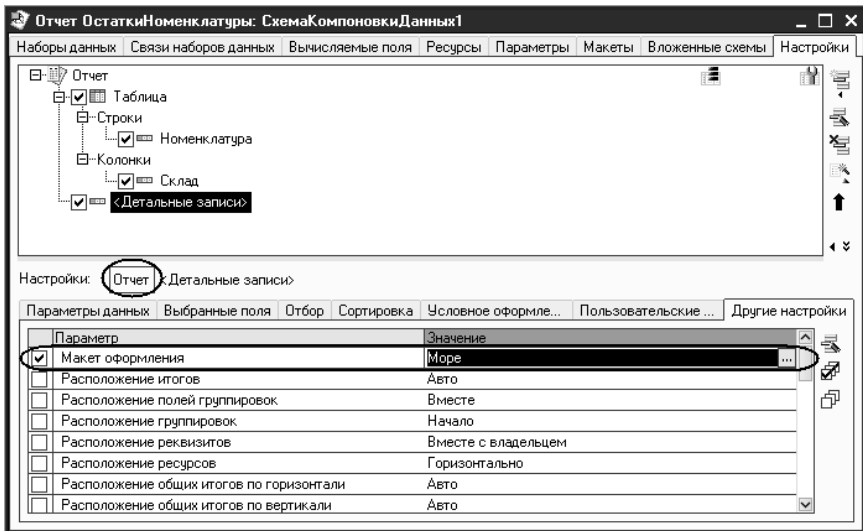 Отчет ОстаткиНоменклатуры: СхемаКомпоновкиДанных1
Наборы данных Связи наборов данных Вычисляемые поля Ресурсы Параметры Макеты Вложенные схемы Настройки
Отчет
Таблица
Строки
Номенклатура
Колонки
Склад
<Детальные записи>
Настройки: Отчет <Детальные записи>
Параметры данных Выбранные поля Отбор Сортировка Условное оформле... Пользовательские ... Другие настройки
Параметр Значение
Макет оформления Море ...
Расположение итогов Авто
Расположение полей группировок Вместе
Расположение группировок Начало
Расположение реквизитов Вместе с владельцем
Расположение ресурсов Горизонтально
Расположение общих итогов по горизонтали Авто
Расположение общих итогов по вертикали Авто